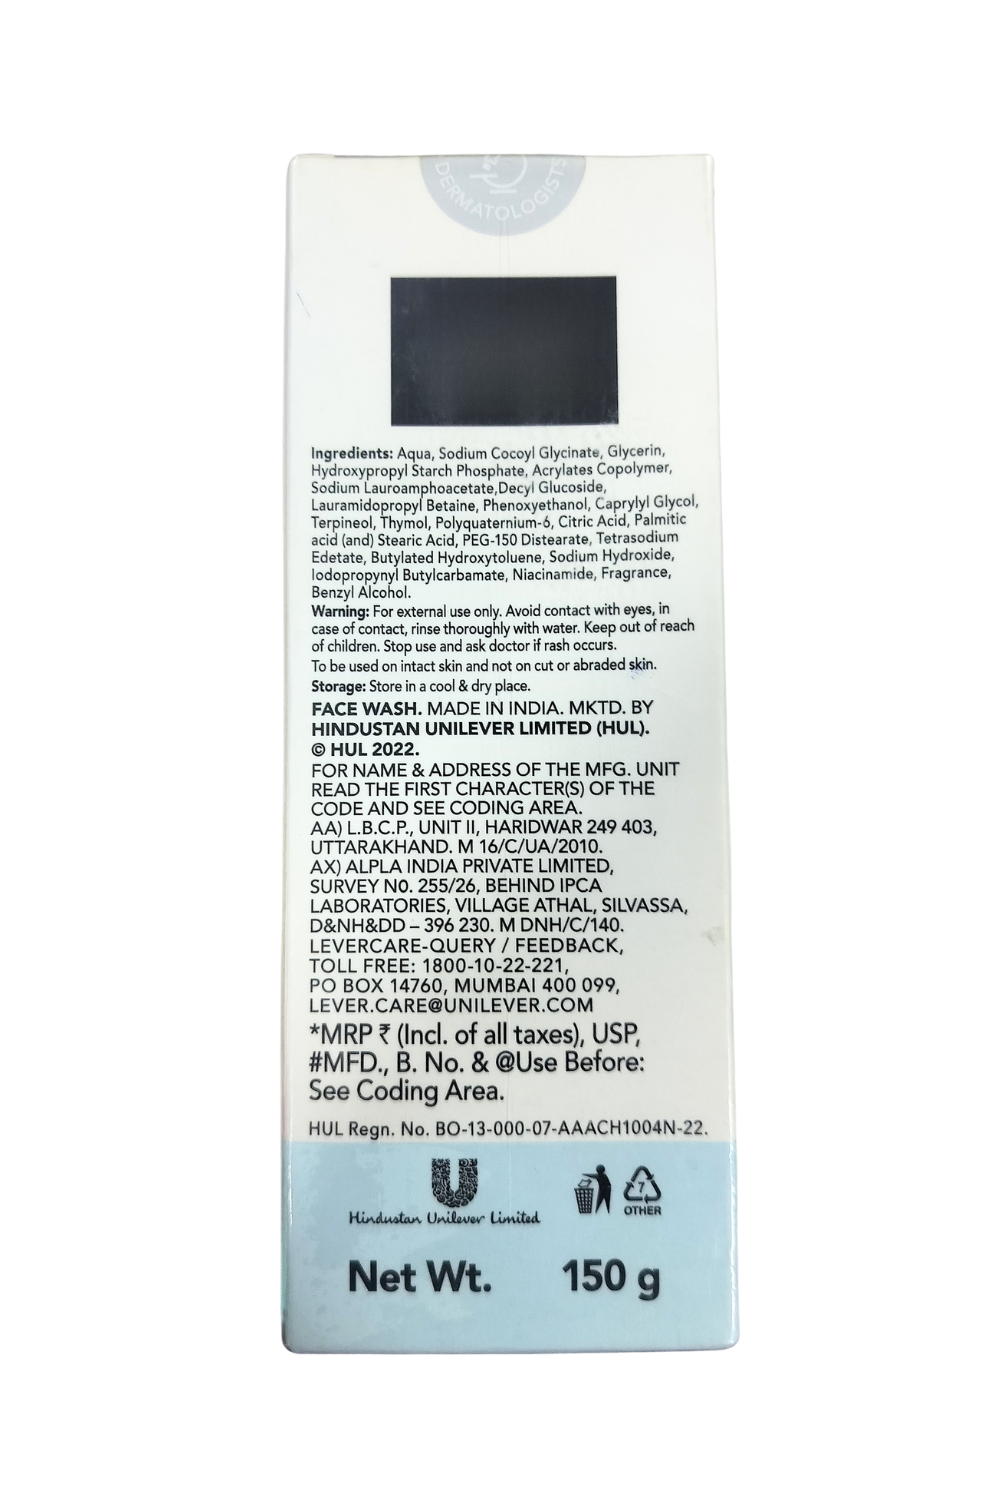 DERMATOLOGISTS
Ingredients: Aqua, Sodium Cocoyl Glycinate, Glycerin,
Hydroxypropyl Starch Phosphate, Acrylates Copolymer,
Sodium Lauroamphoacetate,Decyl Glucoside,
Lauramidopropyl Betaine, Phenoxyethanol, Caprylyl Glycol,
Terpineol, Thymol, Polyquaternium-6, Citric Acid, Palmitic
acid (and) Stearic Acid, PEG-150 Distearate, Tetrasodium
Edetate, Butylated Hydroxytoluene, Sodium Hydroxide,
Iodopropynyl Butylcarbamate, Niacinamide, Fragrance,
Benzyl Alcohol.
Warning: For external use only. Avoid contact with eyes, in
case of contact, rinse thoroughly with water. Keep out of reach
of children. Stop use and ask doctor if rash occurs.
To be used on intact skin and not on cut or abraded skin.
Storage: Store in a cool & dry place.
FACE WASH. MADE IN INDIA. MKTD. BY
HINDUSTAN UNILEVER LIMITED (HUL).
© HUL 2022.
FOR NAME & ADDRESS OF THE MFG. UNIT
READ THE FIRST CHARACTER(S) OF THE
CODE AND SEE CODING AREA.
AA) L.B.C.P., UNIT II, HARIDWAR 249 403,
UTTARAKHAND. M 16/C/UA/2010.
AX) ALPLA INDIA PRIVATE LIMITED,
SURVEY N0. 255/26, BEHIND IPCA
LABORATORIES, VILLAGE ATHAL, SILVASSA,
D&NH&DD – 396 230. M DNH/C/140.
LEVERCARE-QUERY / FEEDBACK,
TOLL FREE: 1800-10-22-221,
PO BOX 14760, MUMBAI 400 099,
LEVER.CARE@UNILEVER.COM
*MRP ₹ (Incl. of all taxes), USP,
#MFD., B. No. & @Use Before:
See Coding Area.
HUL Regn. No. BO-13-000-07-AAACH1004N-22.
Hindustan Unilever Limited
7
OTHER
Net Wt. 150 g